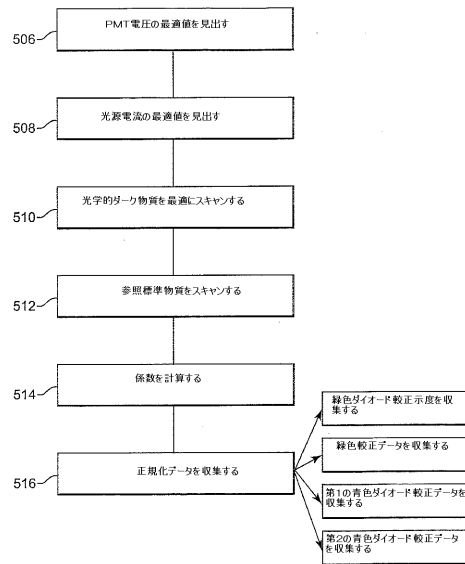 506
PMT電圧の最適値を見出す
508
光源電流の最適値を見出す
510
光学的ダーク物質を最適にスキャンする
512
参照標準物質をスキャンする
514
係数を計算する
516
正規化データを収集する
緑色ダイオード較正示度を収
集する
緑色較正データを収集する
第1の青色ダイオード較正データを
収集する
第2の青色ダイオード較正データ
を収集する